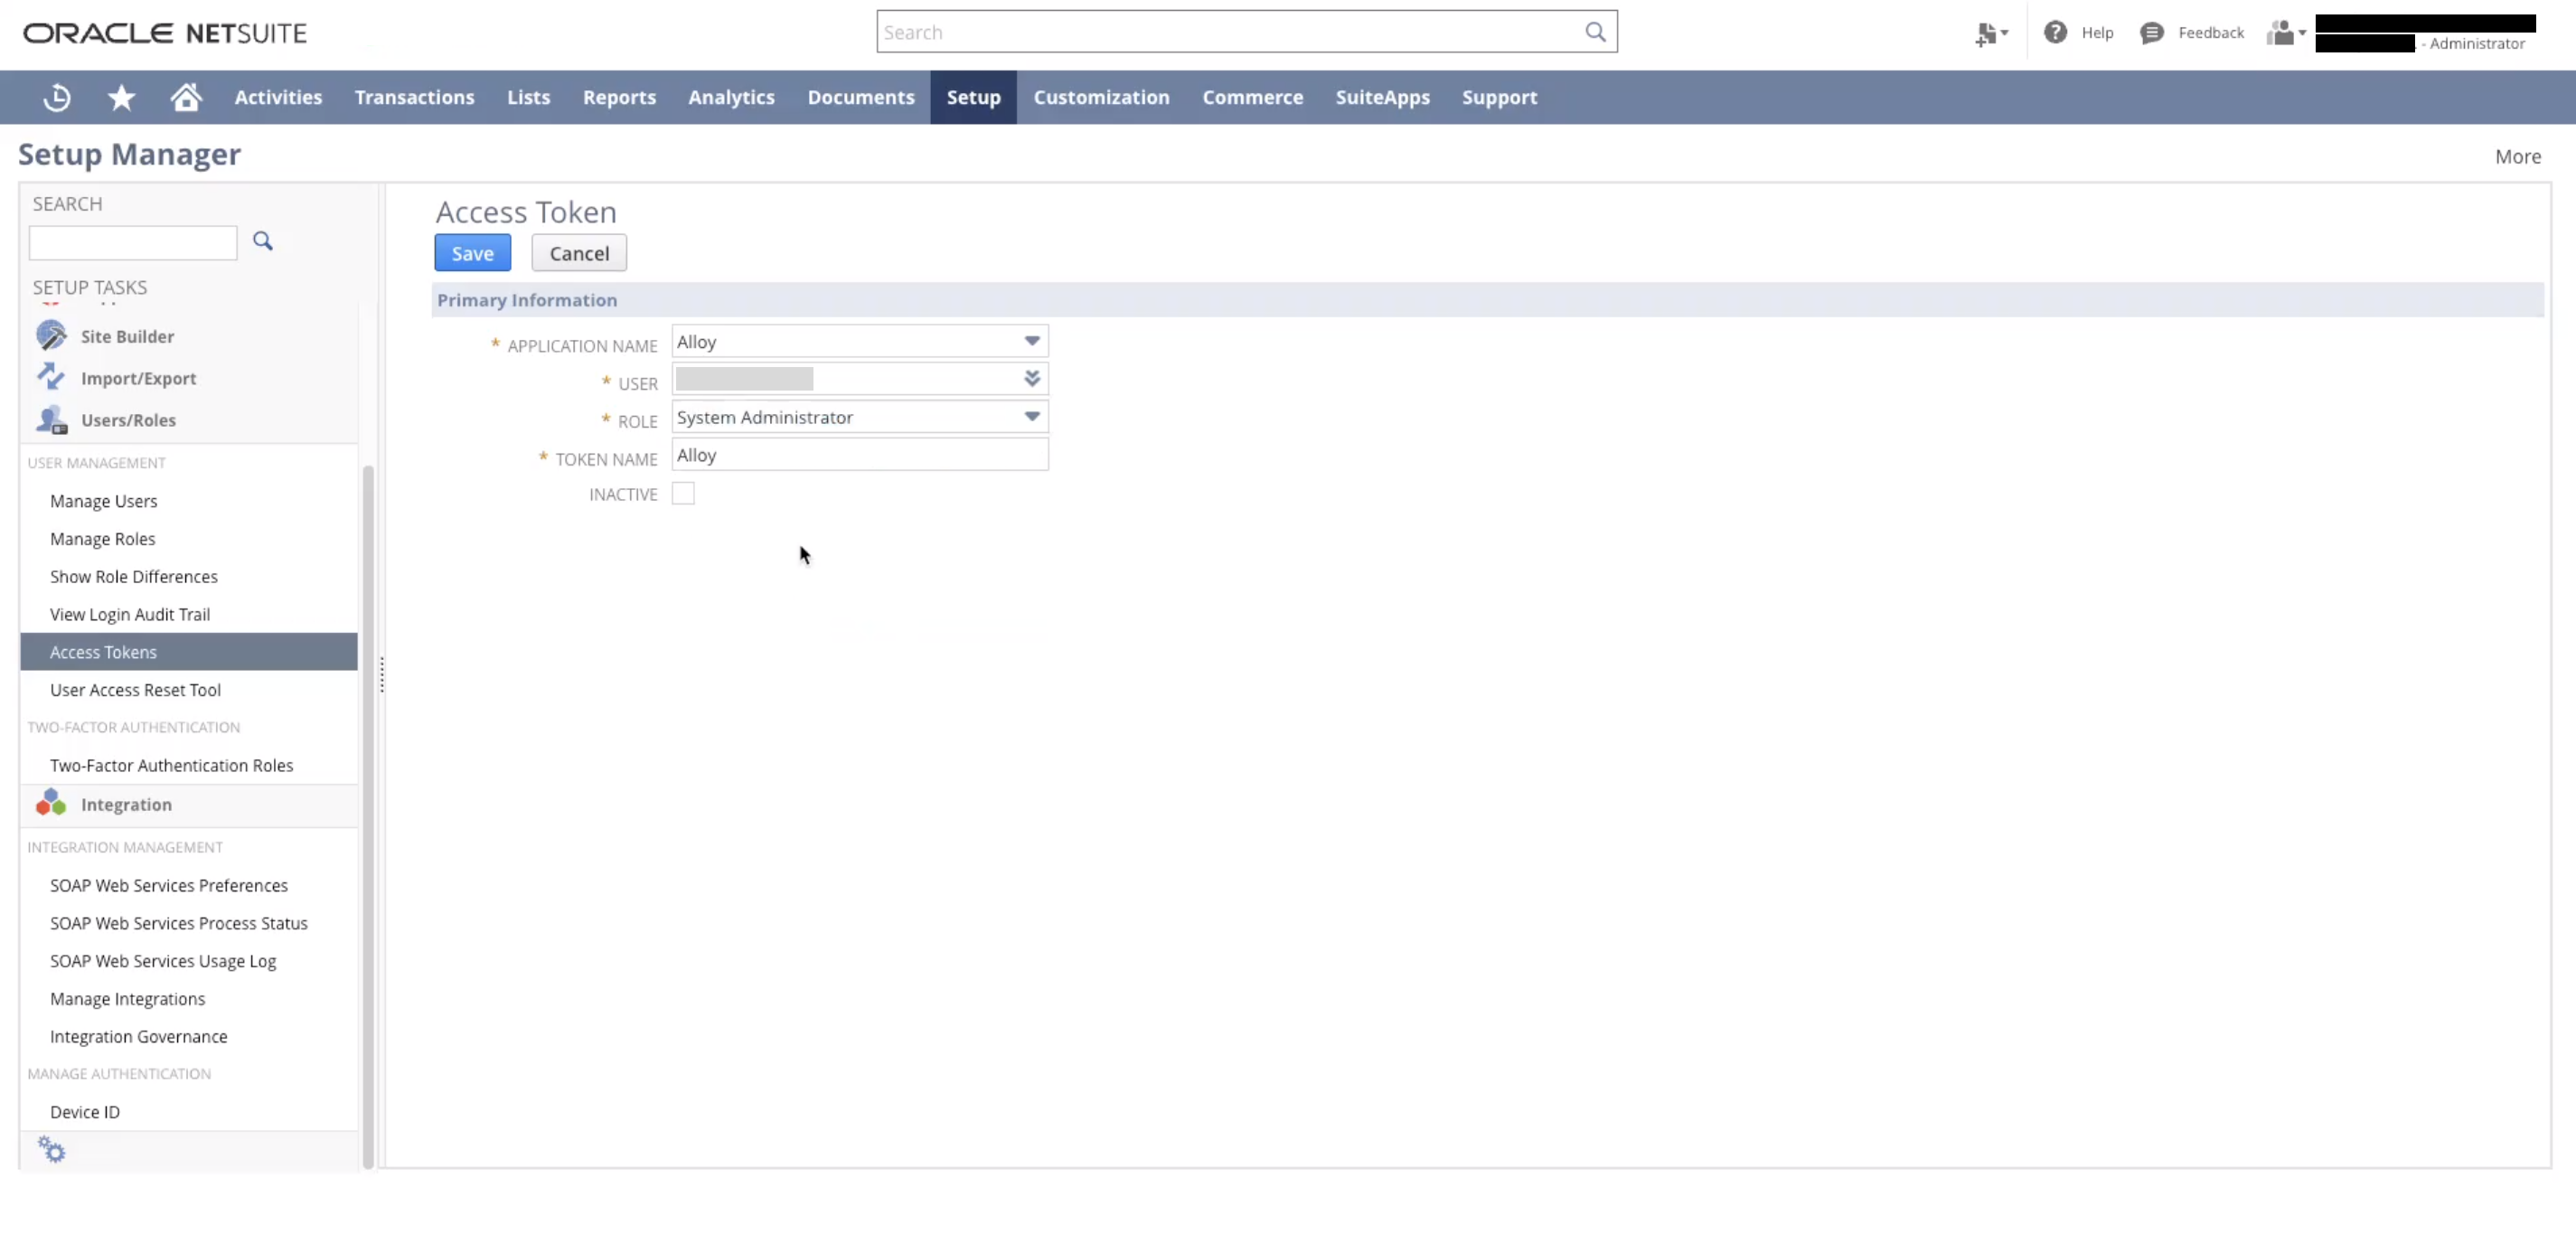 ORACLE NETSUITE
Search
Help
Feedback
- Administrator
Activities
Transactions
Lists
Reports
Analytics
Documents
Setup
Customization
Commerce
SuiteApps
Support
Setup Manager
More
SEARCH
SETUP TASKS
Site Builder
Import/Export
Users/Roles
USER MANAGEMENT
Manage Users
Manage Roles
Show Role Differences
View Login Audit Trail
Access Tokens
User Access Reset Tool
TWO-FACTOR AUTHENTICATION
Two-Factor Authentication Roles
Integration
INTEGRATION MANAGEMENT
SOAP Web Services Preferences
SOAP Web Services Process Status
SOAP Web Services Usage Log
Manage Integrations
Integration Governance
MANAGE AUTHENTICATION
Device ID
Access Token
Save
Cancel
Primary Information
* APPLICATION NAME Alloy
* USER
* ROLE System Administrator
* TOKEN NAME Alloy
INACTIVE